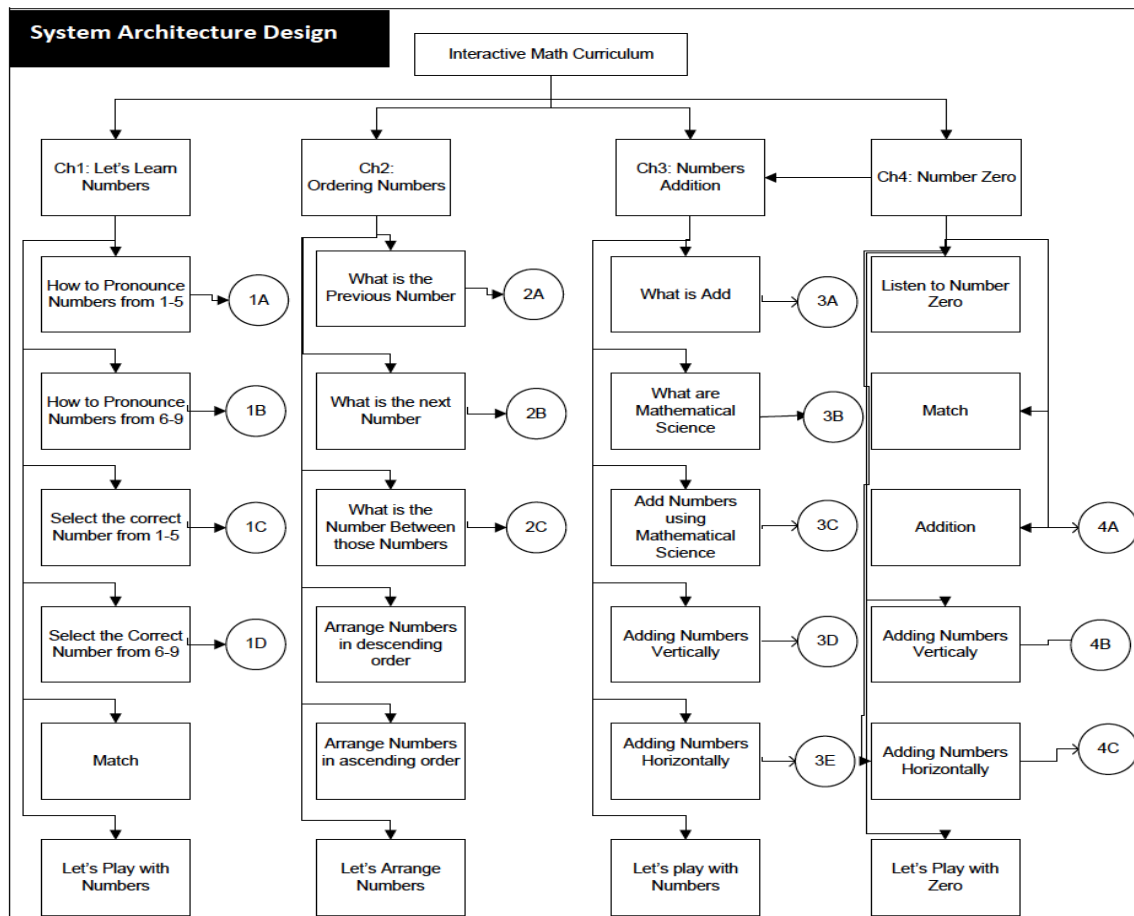 System Architecture Design
Interactive Math Curriculum
Ch1: Let's Learn
Numbers
Ch2:
Ordering Numbers
Ch3: Numbers
Addition
Ch4: Number Zero
How to Pronounce
Numbers from 1-5
1A
What is the
Previous Number
2A
What is Add
3A
Listen to Number
Zero
How to Pronounce
Numbers from 6-9
1B
What is the next
Number
2B
What are
Mathematical
Science
3B
Match
Select the correct
Number from 1-5
1C
What is the
Number Between
those Numbers
2C
Add Numbers
using
Mathematical
Science
3C
Addition
4A
Select the Correct
Number from 6-9
1D
Arrange Numbers
in descending
order
Adding Numbers
Vertically
3D
Adding Numbers
Verticaly
4B
Match
Arrange Numbers
in ascending order
Adding Numbers
Horizontally
3E
Adding Numbers
Horizontally
4C
Let's Play with
Numbers
Let's Arrange
Numbers
Let's play with
Numbers
Let's Play with
Zero